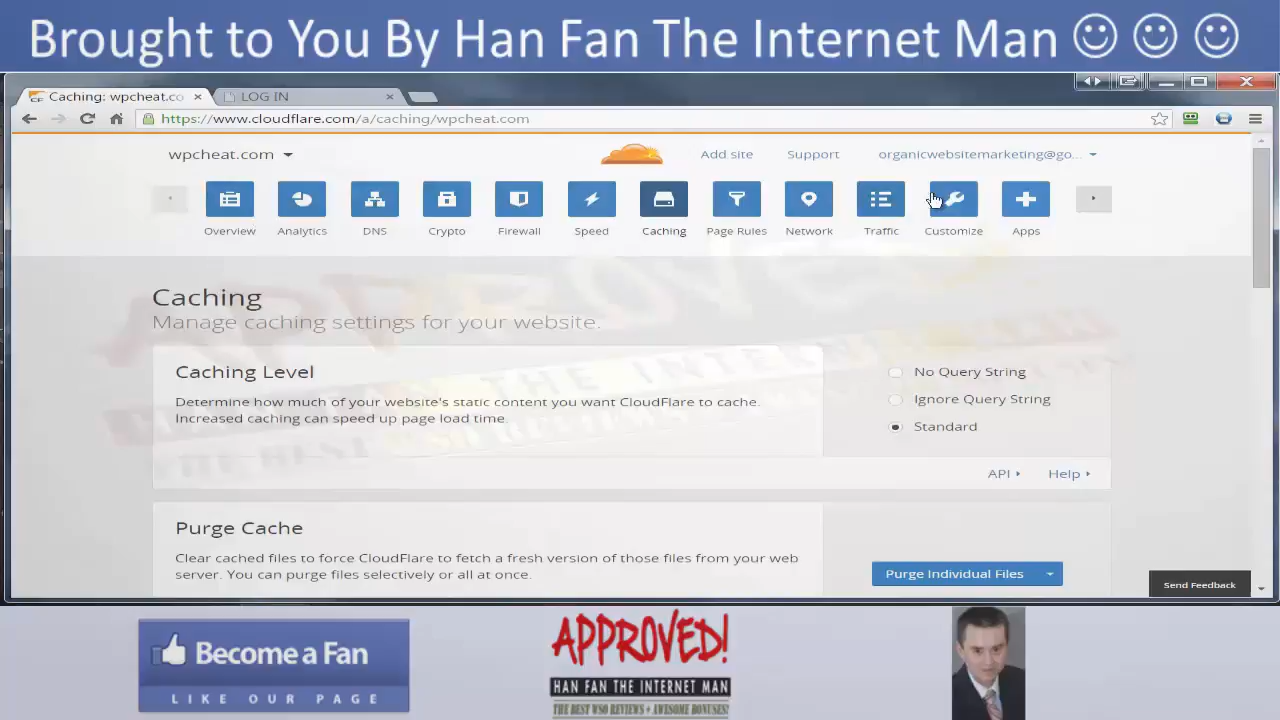 Brought to You By Han Fan The Internet Man
Caching: wpcheat.co
LOG IN
https://www.cloudflare.com/a/caching/wpcheat.com
wpcheat.com
Add site
Support
organicwebsitemarketing@go...
Overview
Analytics
DNS
Crypto
Firewall
Speed
Caching
Page Rules
Network
Traffic
Customize
Apps
Caching
Manage caching settings for your website.
Caching Level
Determine how much of your website's static content you want CloudFlare to cache.
Increased caching can speed up page load time.
No Query String
Ignore Query String
Standard
API
Help
Purge Cache
Clear cached files to force CloudFlare to fetch a fresh version of those files from your web
server. You can purge files selectively or all at once.
Purge Individual Files
Send Feedback
Become a Fan
LIKE OUR PAGE
APPROVED!
HAN FAN THE INTERNET MAN
THE BEST WSO REVIEWS + AWESOME BONUSES!